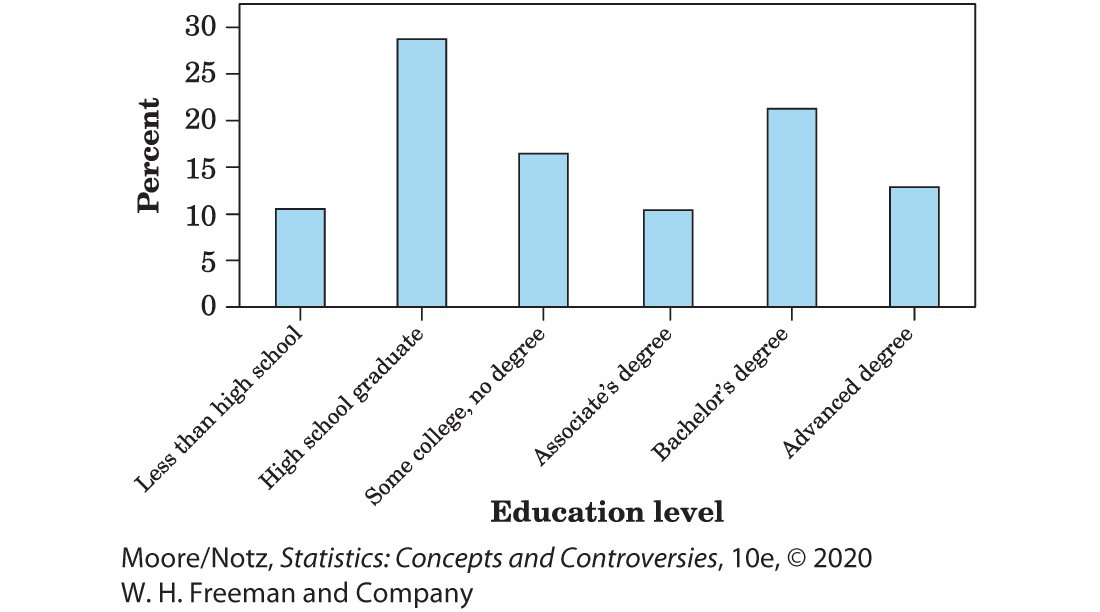 30
25
20
15
10
5
0
Percent
Less than high school
High school graduate
Some college, no degree
Associate’s degree
Bachelor’s degree
Advanced degree
Education level
Moore/Notz, Statistics: Concepts and Controversies, 10e, © 2020
W. H. Freeman and Company